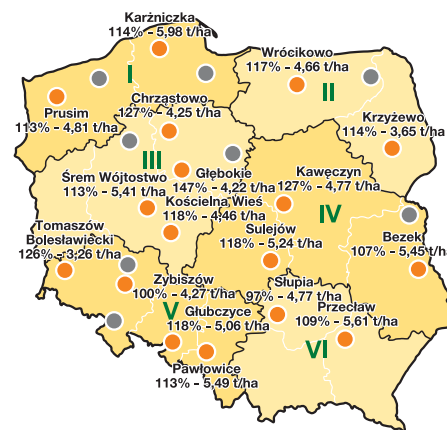 Karżniczka
114% - 5,98 t/ha
Wrócikowo
117% - 4,66 t/ha
I
II
Prusim
113% - 4,81 t/ha
Chrząstowo
127% - 4,25 t/ha
Krzyżewo
114% - 3,65 t/ha
III
Śrem Wójtostwo
113% - 5,41 t/ha
Głębokie
147% - 4,22 t/ha
Kawęczyn
127% - 4,77 t/ha
Kościelna Wieś
118% - 4,46 t/ha
IV
Tomaszów
Bolesławiecki
126% - 3,26 t/ha
Sulejów
118% - 5,24 t/ha
Bezek
107% - 5,45 t/ha
Zybiszów
100% - 4,27 t/ha
Słupia
97% - 4,77 t/ha
V
Głubczyce
118% - 5,06 t/ha
Przecław
109% - 5,61 t/ha
VI
Pawłowice
113% - 5,49 t/ha